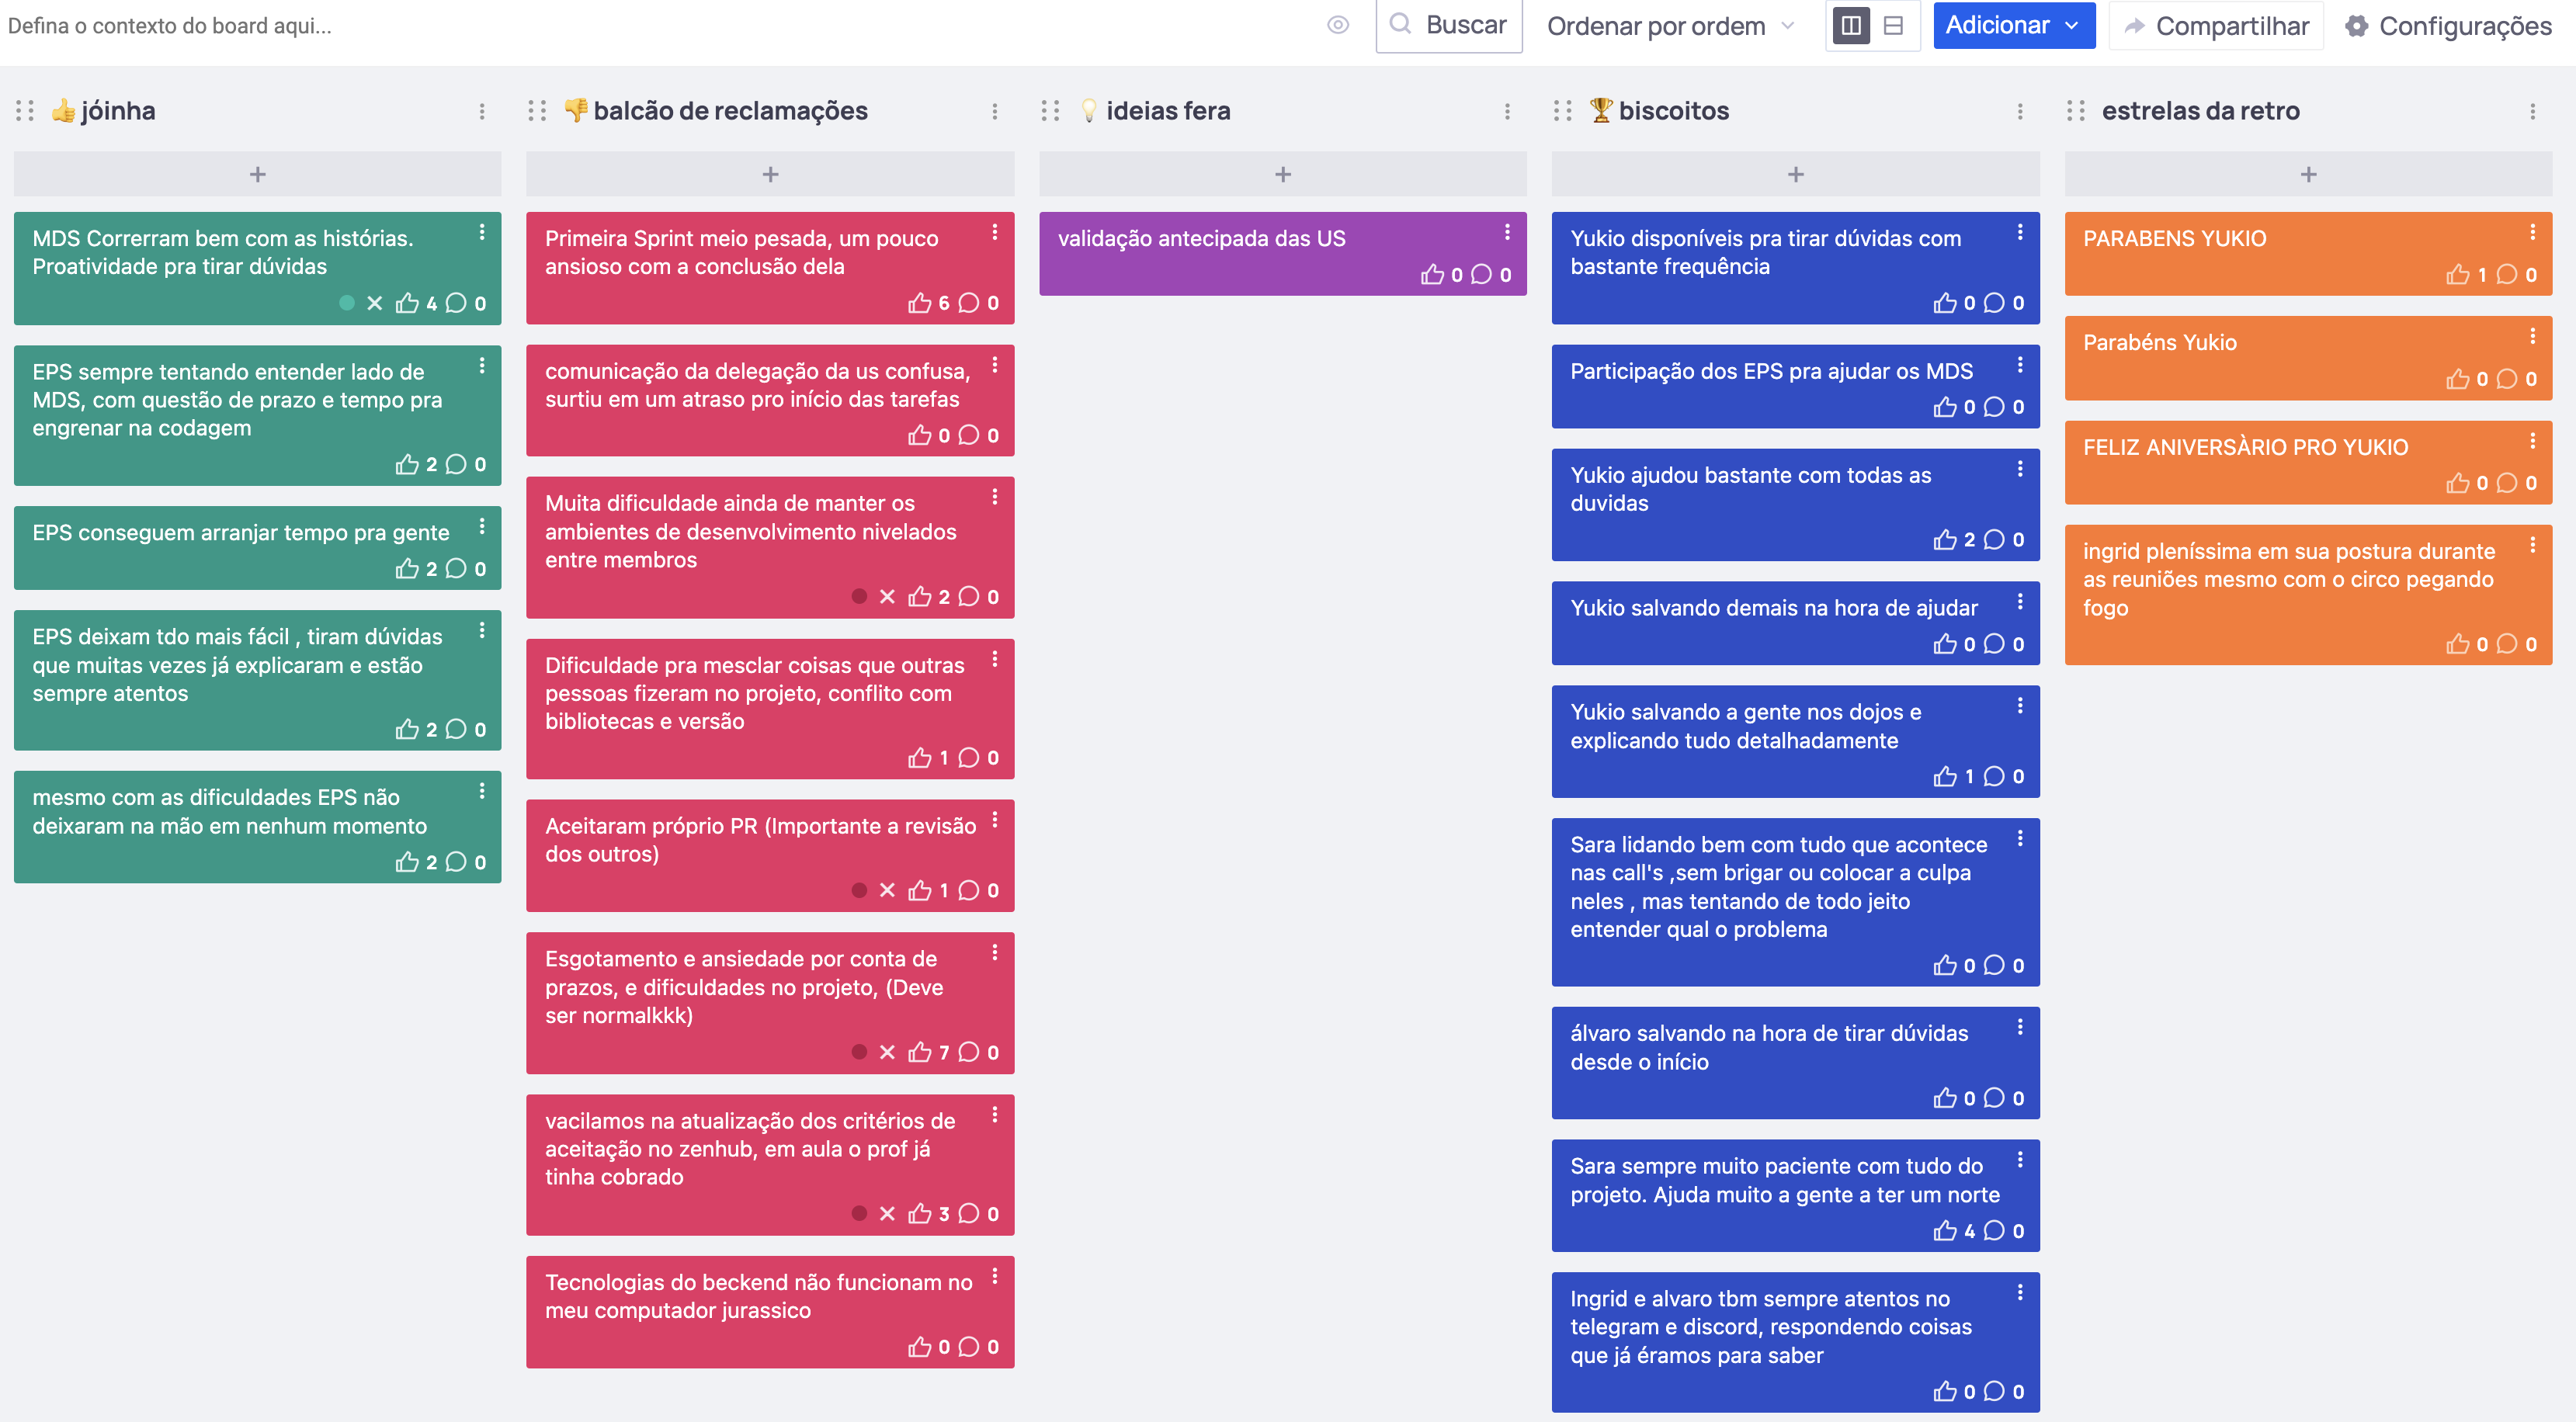 Defina o contexto do board aqui...
Buscar
Ordenar por ordem
Adicionar
Compartilhar
Configurações
👍 jóinha
+
MDS Correrram bem com as histórias.
Proatividade pra tirar dúvidas
4 0
EPS sempre tentando entender lado de
MDS, com questão de prazo e tempo pra
engrenar na codagem
2 0
EPS conseguem arranjar tempo pra gente
2 0
EPS deixam tdo mais fácil , tiram dúvidas
que muitas vezes já explicaram e estão
sempre atentos
2 0
mesmo com as dificuldades EPS não
deixaram na mão em nenhum momento
2 0
👎 balcão de reclamações
+
Primeira Sprint meio pesada, um pouco
ansioso com a conclusão dela
6 0
comunicação da delegação da us confusa,
surtiu em um atraso pro início das tarefas
0 0
Muita dificuldade ainda de manter os
ambientes de desenvolvimento nivelados
entre membros
2 0
Dificuldade pra mesclar coisas que outras
pessoas fizeram no projeto, conflito com
bibliotecas e versão
1 0
Aceitaram próprio PR (Importante a revisão
dos outros)
1 0
Esgotamento e ansiedade por conta de
prazos, e dificuldades no projeto, (Deve
ser normalkkk)
7 0
vacilamos na atualização dos critérios de
aceitação no zenhub, em aula o prof já
tinha cobrado
3 0
Tecnologias do beckend não funcionam no
meu computador jurassico
0 0
💡 ideias fera
+
validação antecipada das US
0 0
🏆 biscoitos
+
Yukio disponíveis pra tirar dúvidas com
bastante frequência
0 0
Participação dos EPS pra ajudar os MDS
0 0
Yukio ajudou bastante com todas as
duvidas
2 0
Yukio salvando demais na hora de ajudar
0 0
Yukio salvando a gente nos dojos e
explicando tudo detalhadamente
1 0
Sara lidando bem com tudo que acontece
nas call's ,sem brigar ou colocar a culpa
neles , mas tentando de todo jeito
entender qual o problema
0 0
álvaro salvando na hora de tirar dúvidas
desde o início
0 0
Sara sempre muito paciente com tudo do
projeto. Ajuda muito a gente a ter um norte
4 0
Ingrid e alvaro tbm sempre atentos no
telegram e discord, respondendo coisas
que já éramos para saber
0 0
estrelas da retro
+
PARABENS YUKIO
1 0
Parabéns Yukio
0 0
FELIZ ANIVERSÀRIO PRO YUKIO
0 0
ingrid pleníssima em sua postura durante
as reuniões mesmo com o circo pegando
fogo
0 0